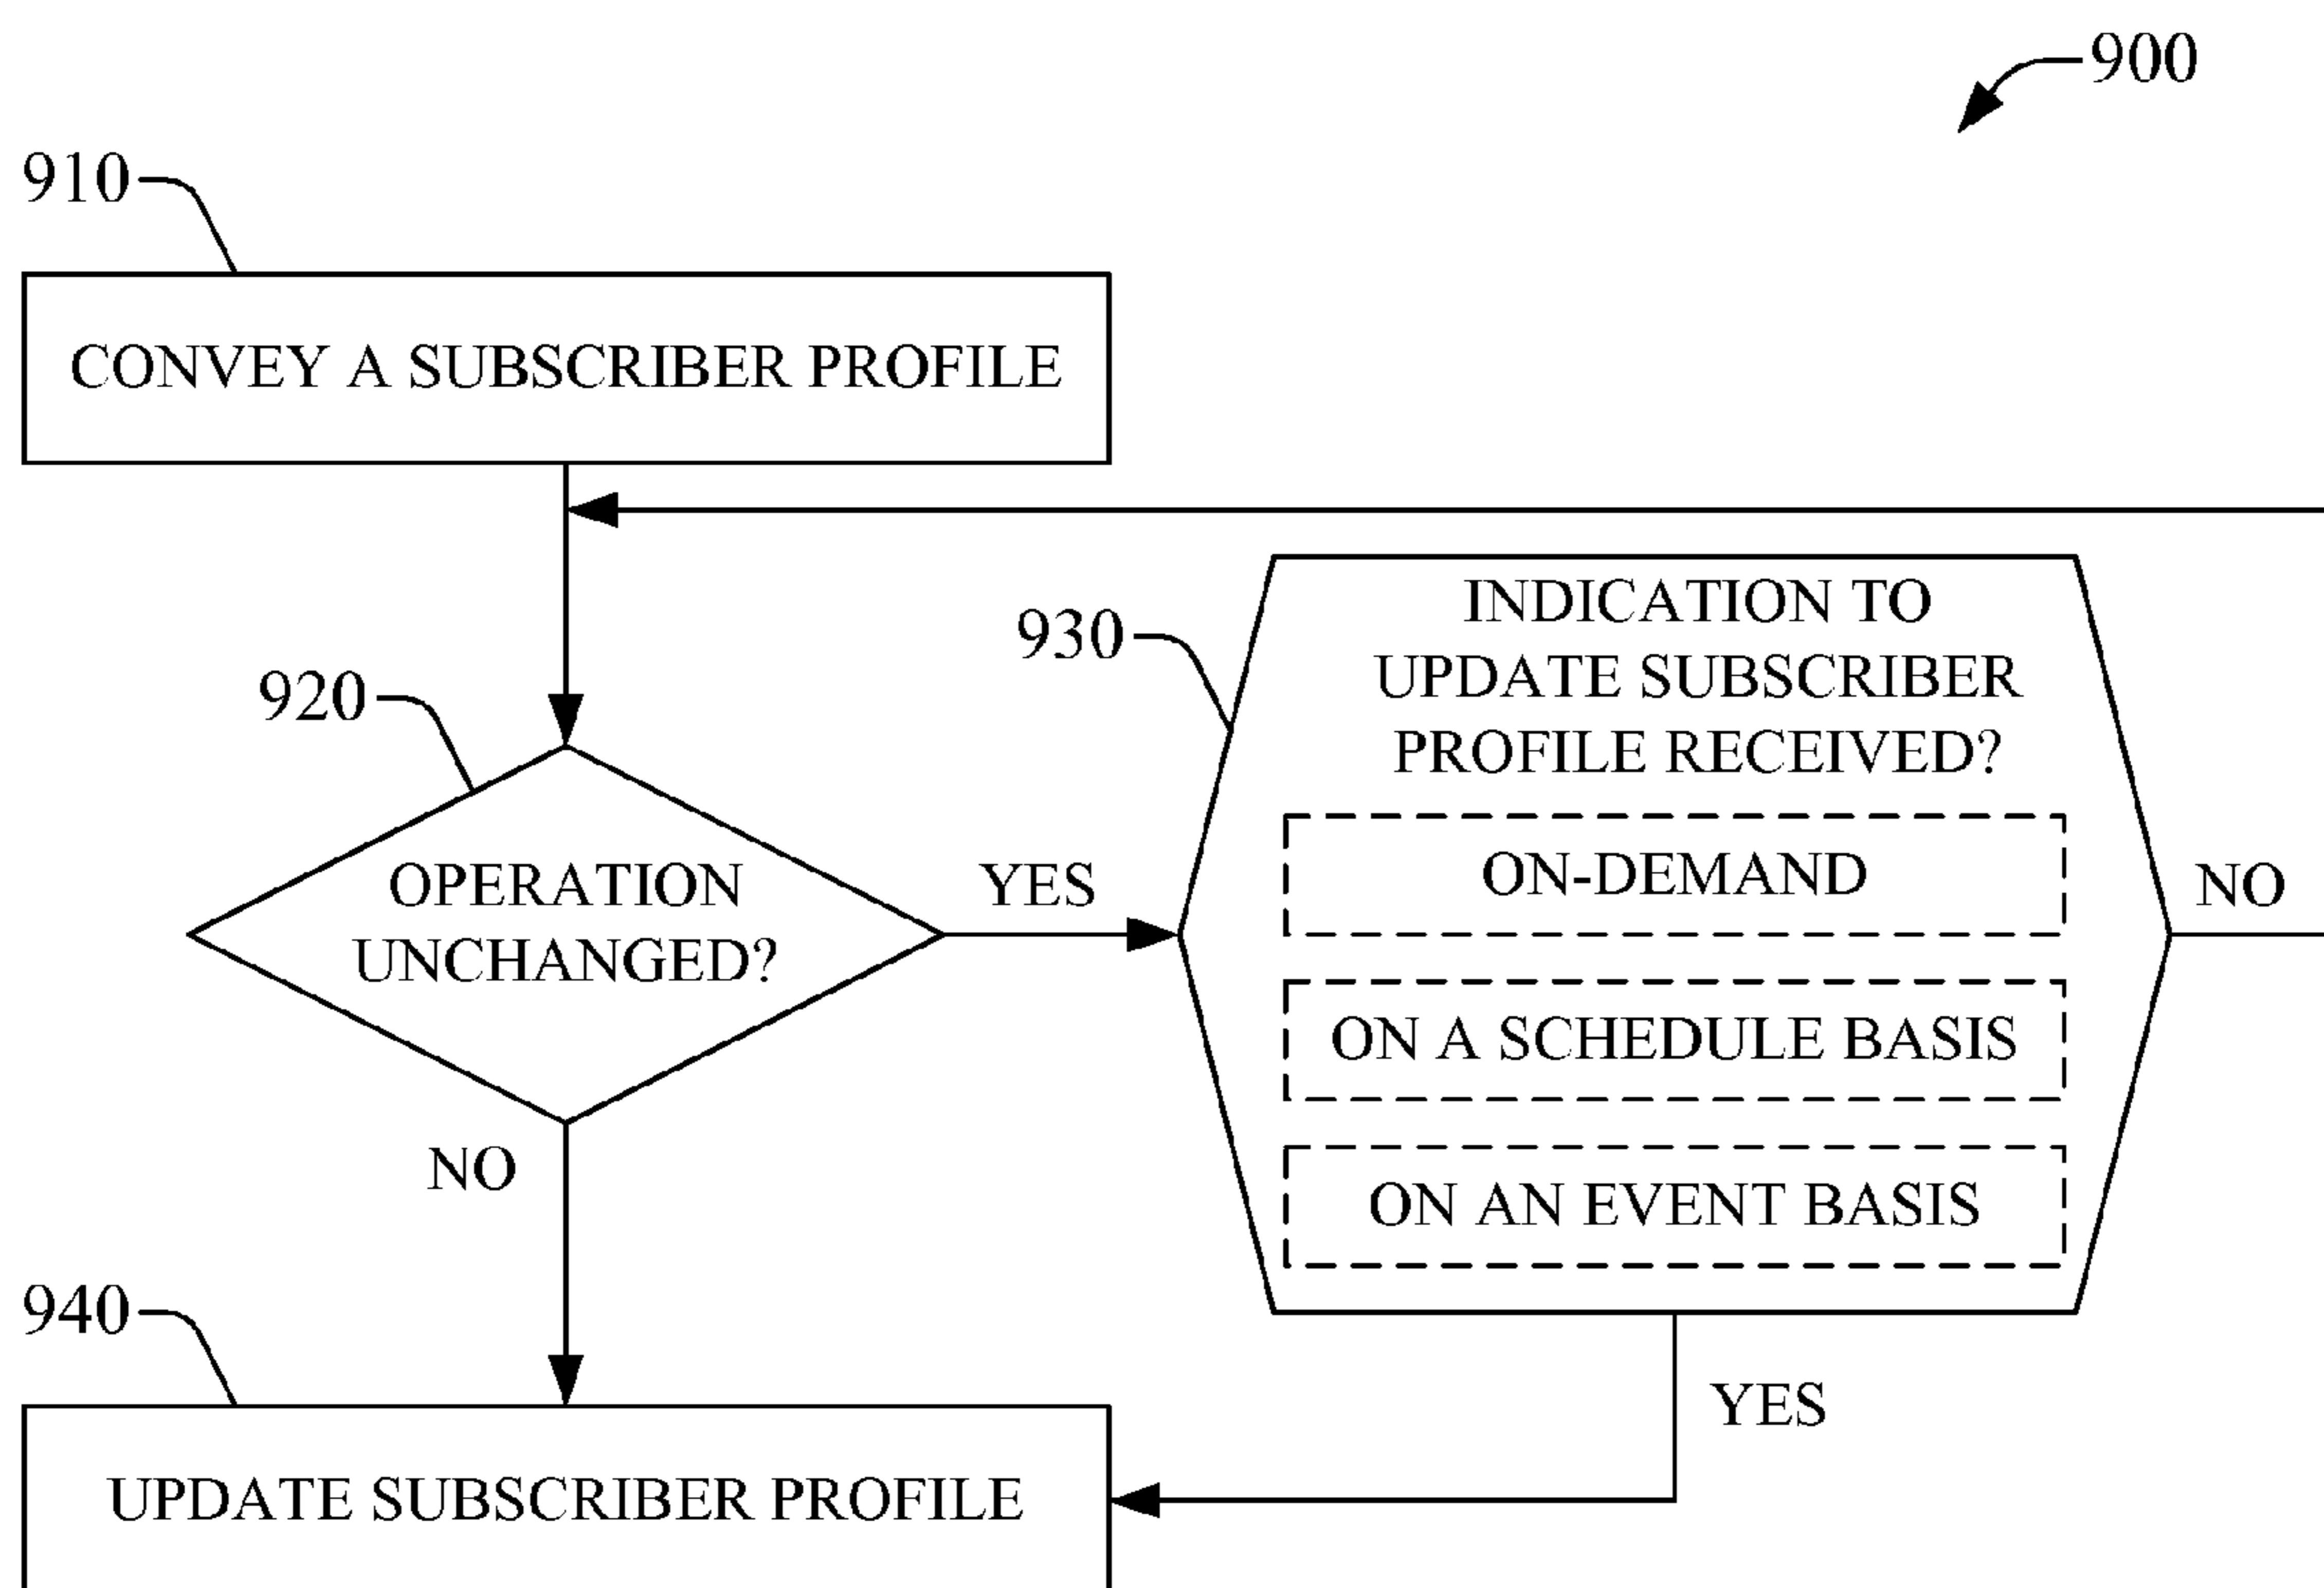 900
910
CONVEY A SUBSCRIBER PROFILE
920
OPERATION
UNCHANGED?
YES
NO
930
INDICATION TO
UPDATE SUBSCRIBER
PROFILE RECEIVED?
ON-DEMAND
ON A SCHEDULE BASIS
ON AN EVENT BASIS
NO
YES
940
UPDATE SUBSCRIBER PROFILE